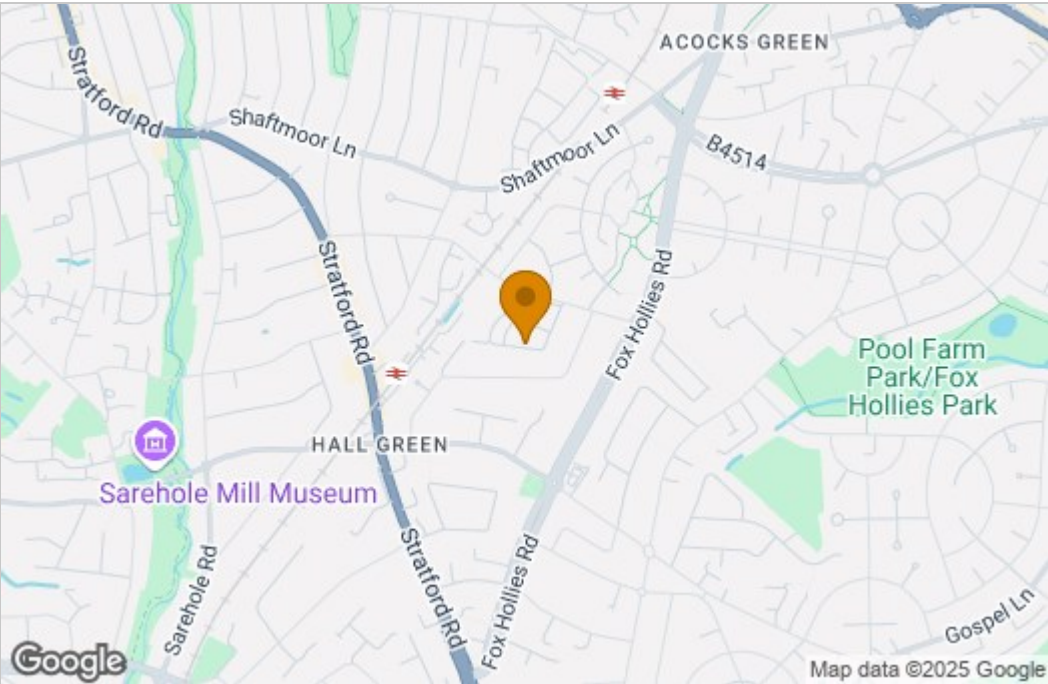 ACOCKS GREEN
Stratford Rd
Shaftmoor Ln
Shaftmoor Ln
B4514
Stratford Rd
Fox Hollies Rd
Pool Farm
Park/Fox
Hollies Park
HALL GREEN
Sarehole Mill Museum
Stratford Rd
Fox Hollies Rd
Sarehole Rd
Gospel Ln
Google
Map data ©2025 Google